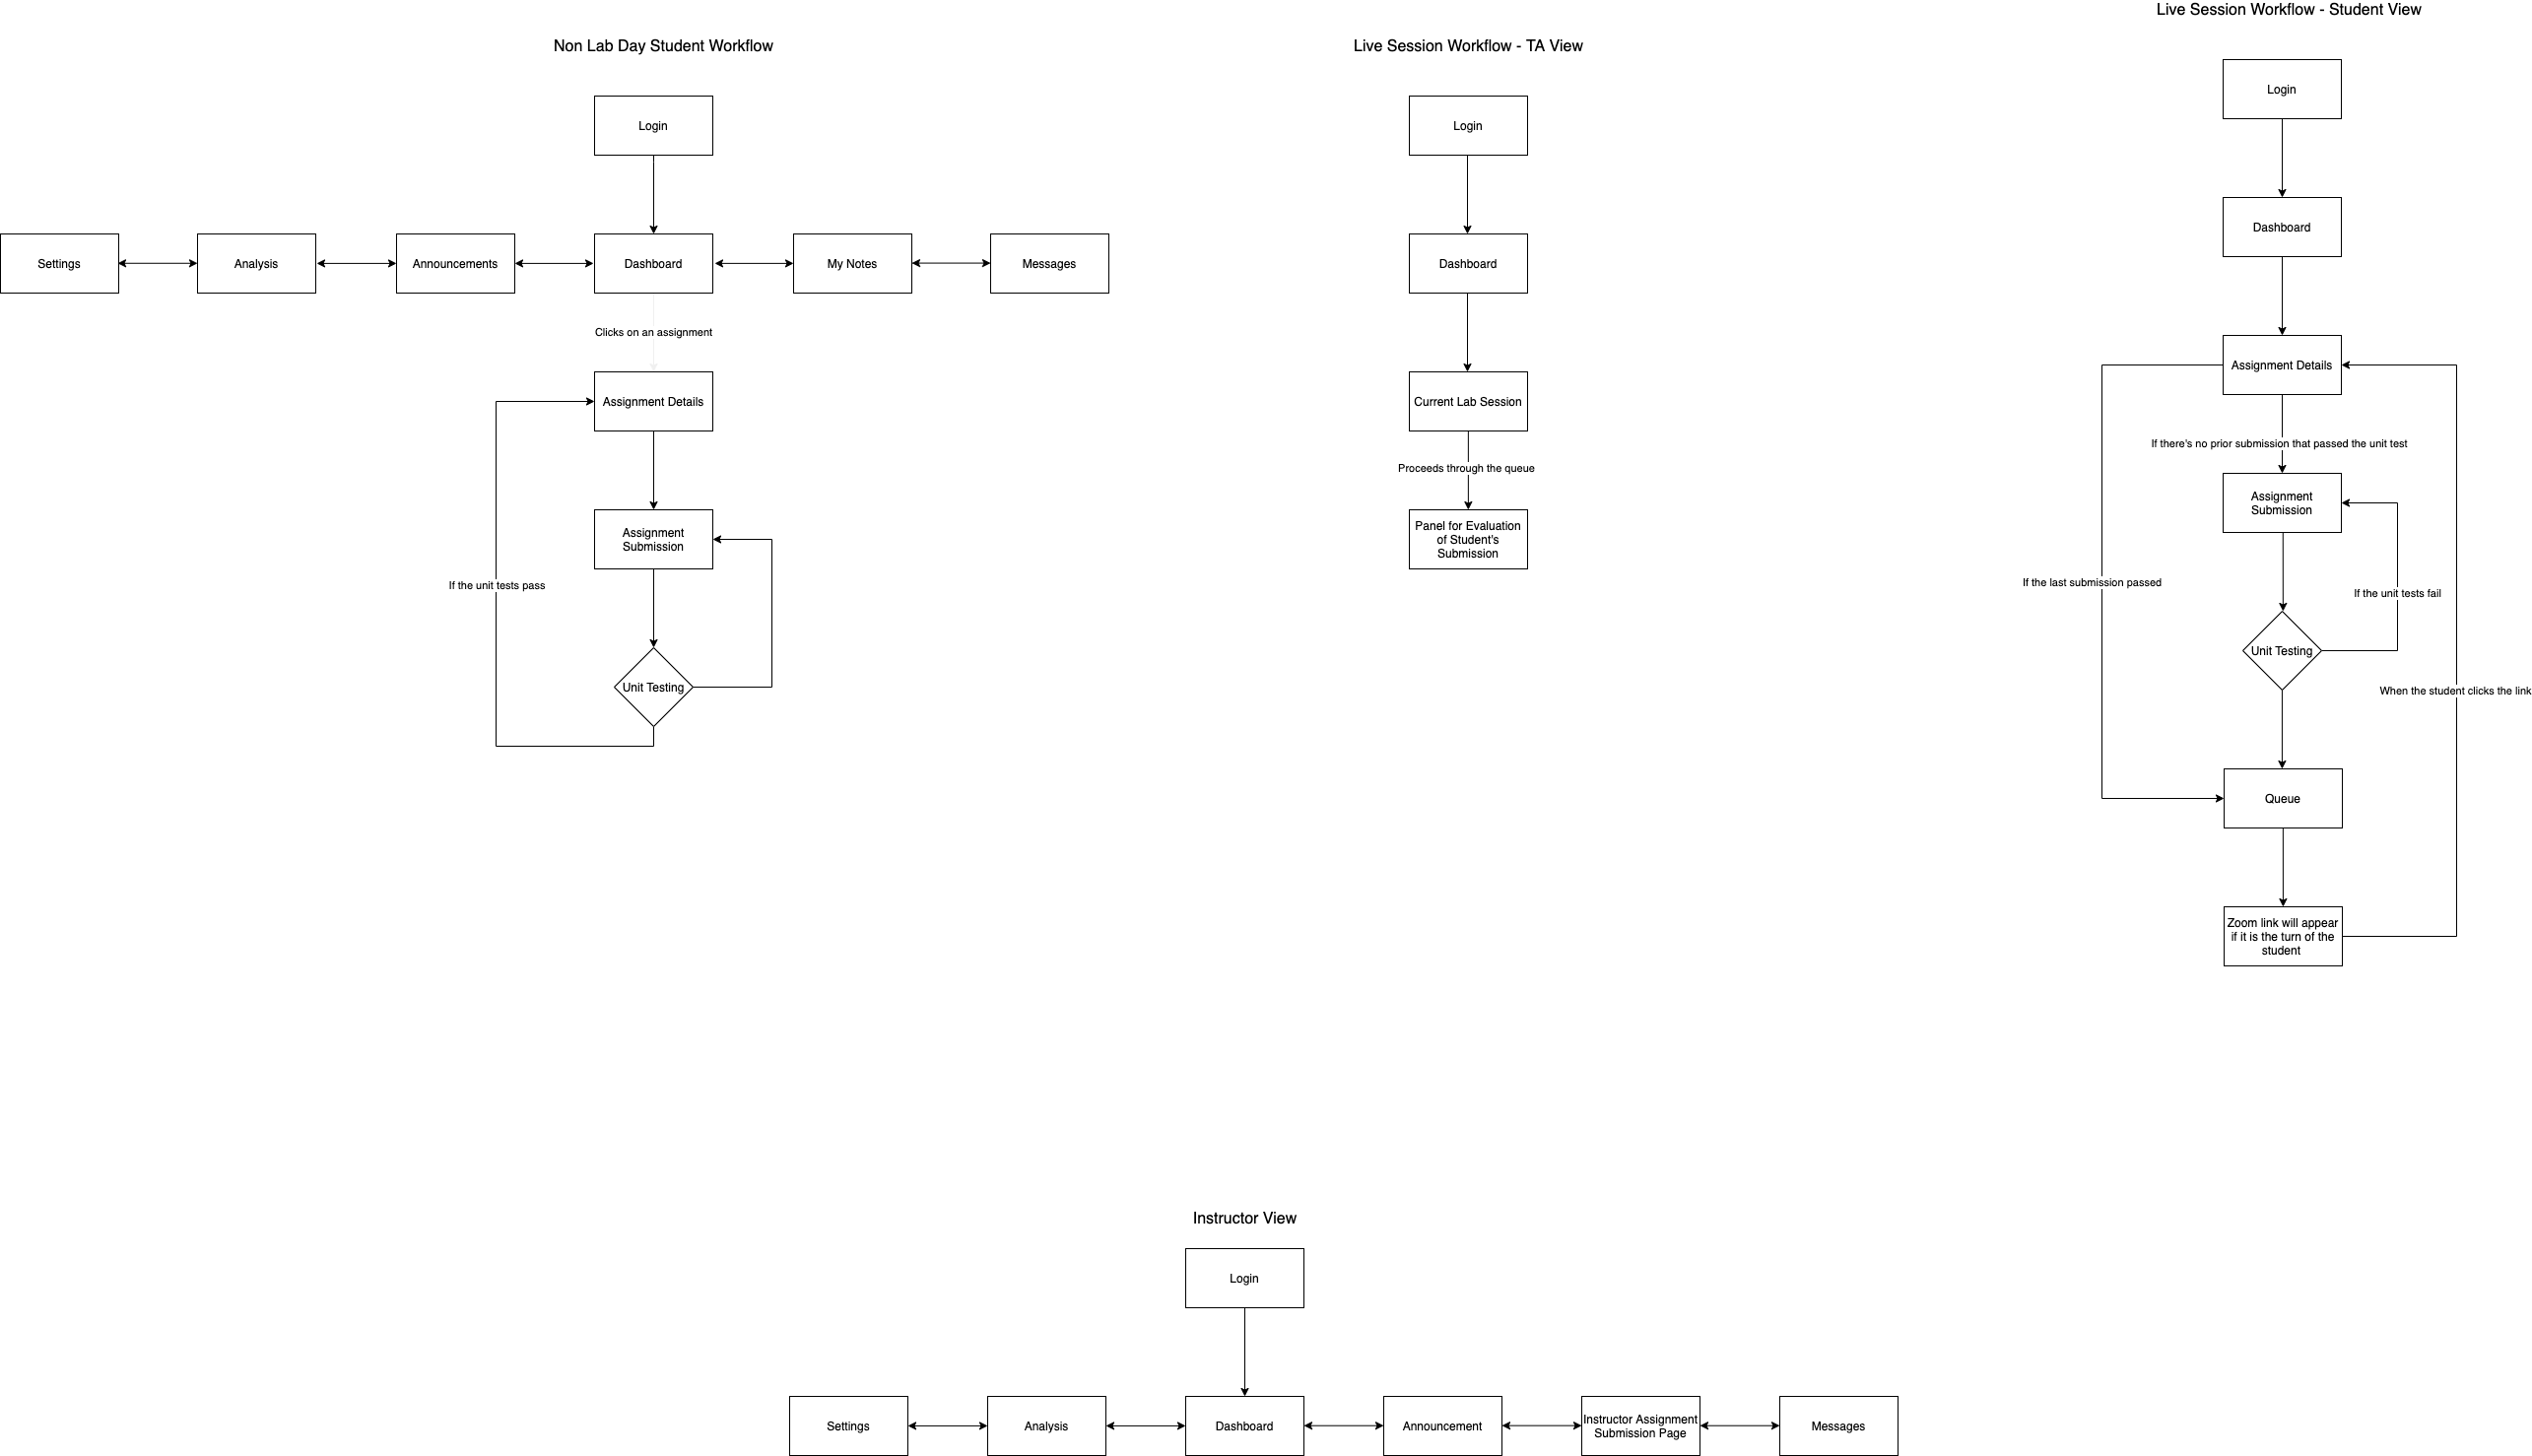 Non Lab Day Student Workflow
Login
Settings
Analysis
Announcements
Dashboard
My Notes
Messages
Clicks on an assignment
Assignment Details
Assignment
Submission
If the unit tests pass
Unit Testing
Live Session Workflow - TA View
Login
Dashboard
Current Lab Session
Proceeds through the queue
Panel for Evaluation
of Student's
Submission
Live Session Workflow - Student View
Login
Dashboard
Assignment Details
If there's no prior submission that passed the unit test
Assignment
Submission
If the last submission passed
If the unit tests fail
Unit Testing
When the student clicks the link
Queue
Zoom link will appear
if it is the turn of the
student
Instructor View
Login
Settings
Analysis
Dashboard
Announcement
Instructor Assignment
Submission Page
Messages